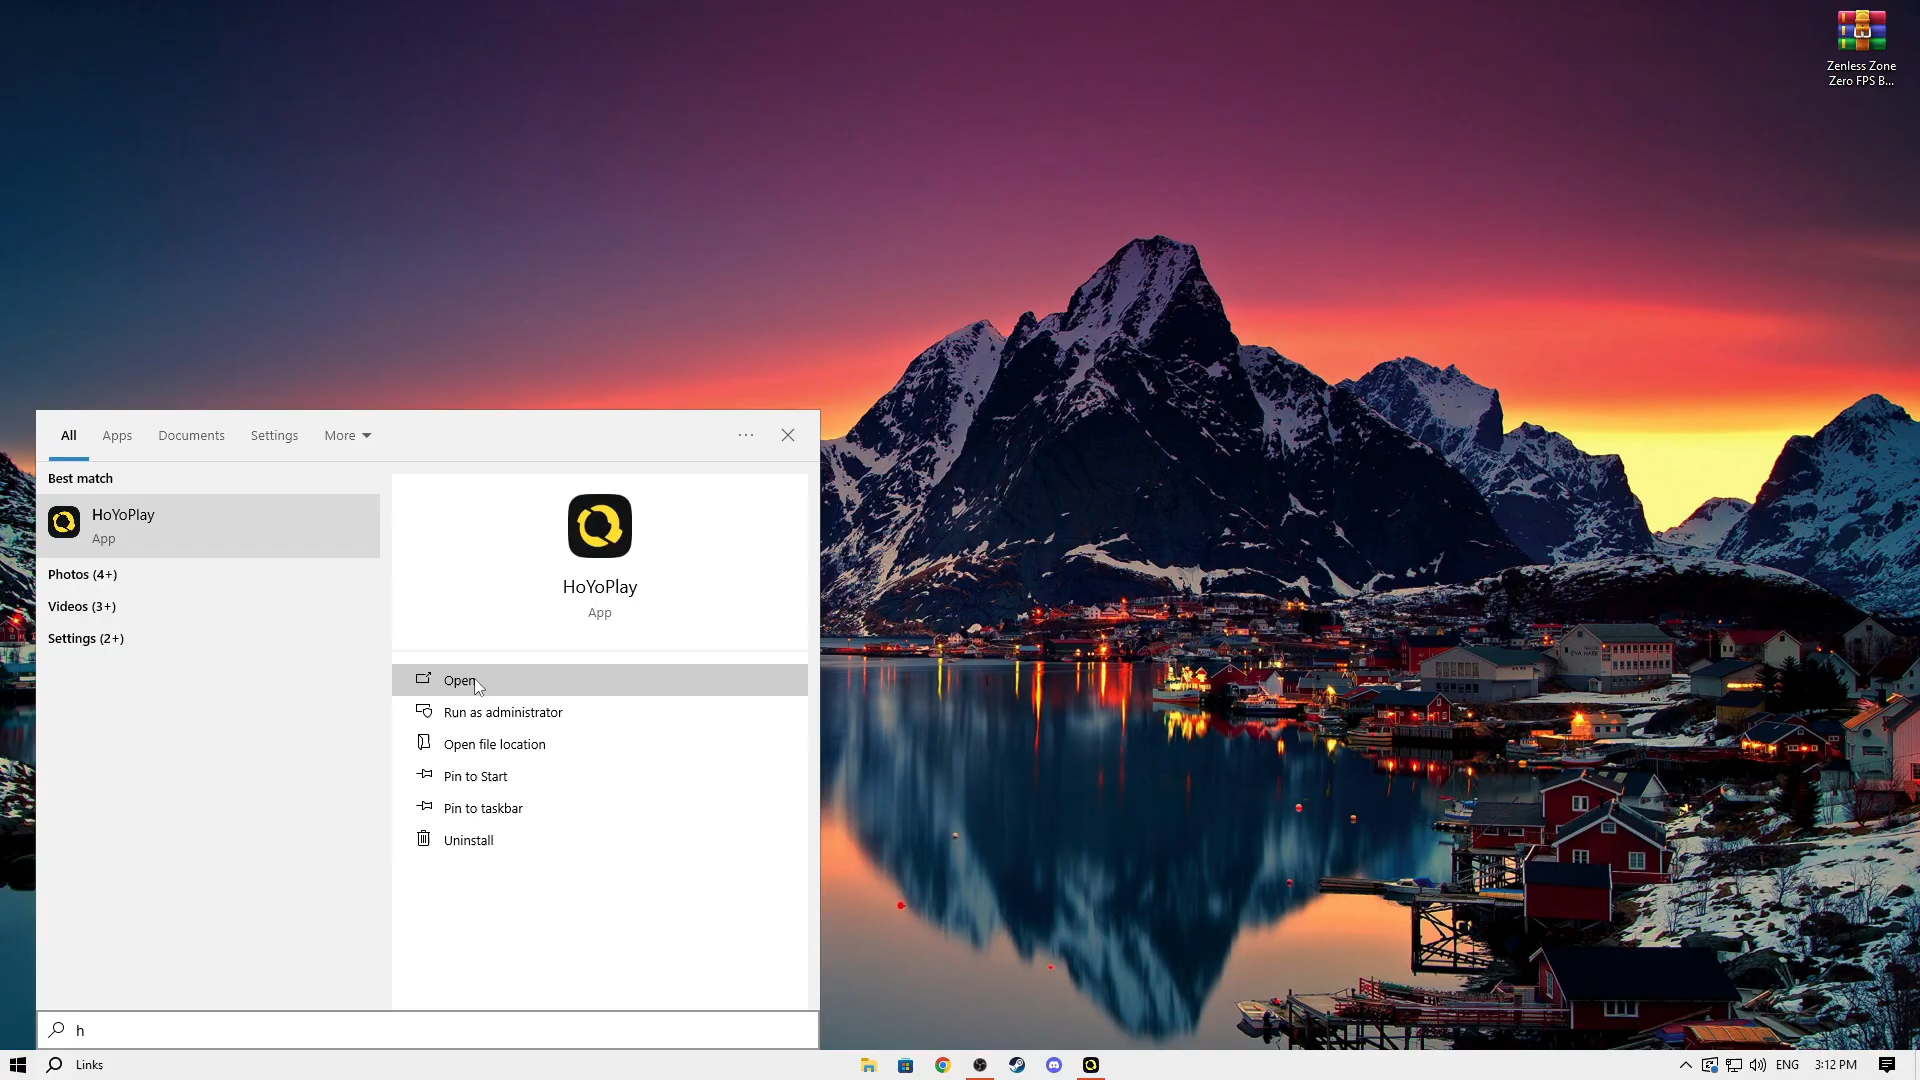 Zenless Zone
Zero FPS B...
All Apps Documents Settings More
Best match
HoYoPlay
App
Photos (4+)
Videos (3+)
Settings (2+)
HoYoPlay
App
Open
Run as administrator
Open file location
Pin to Start
Pin to taskbar
Uninstall
h
Links
ENG 3:12 PM